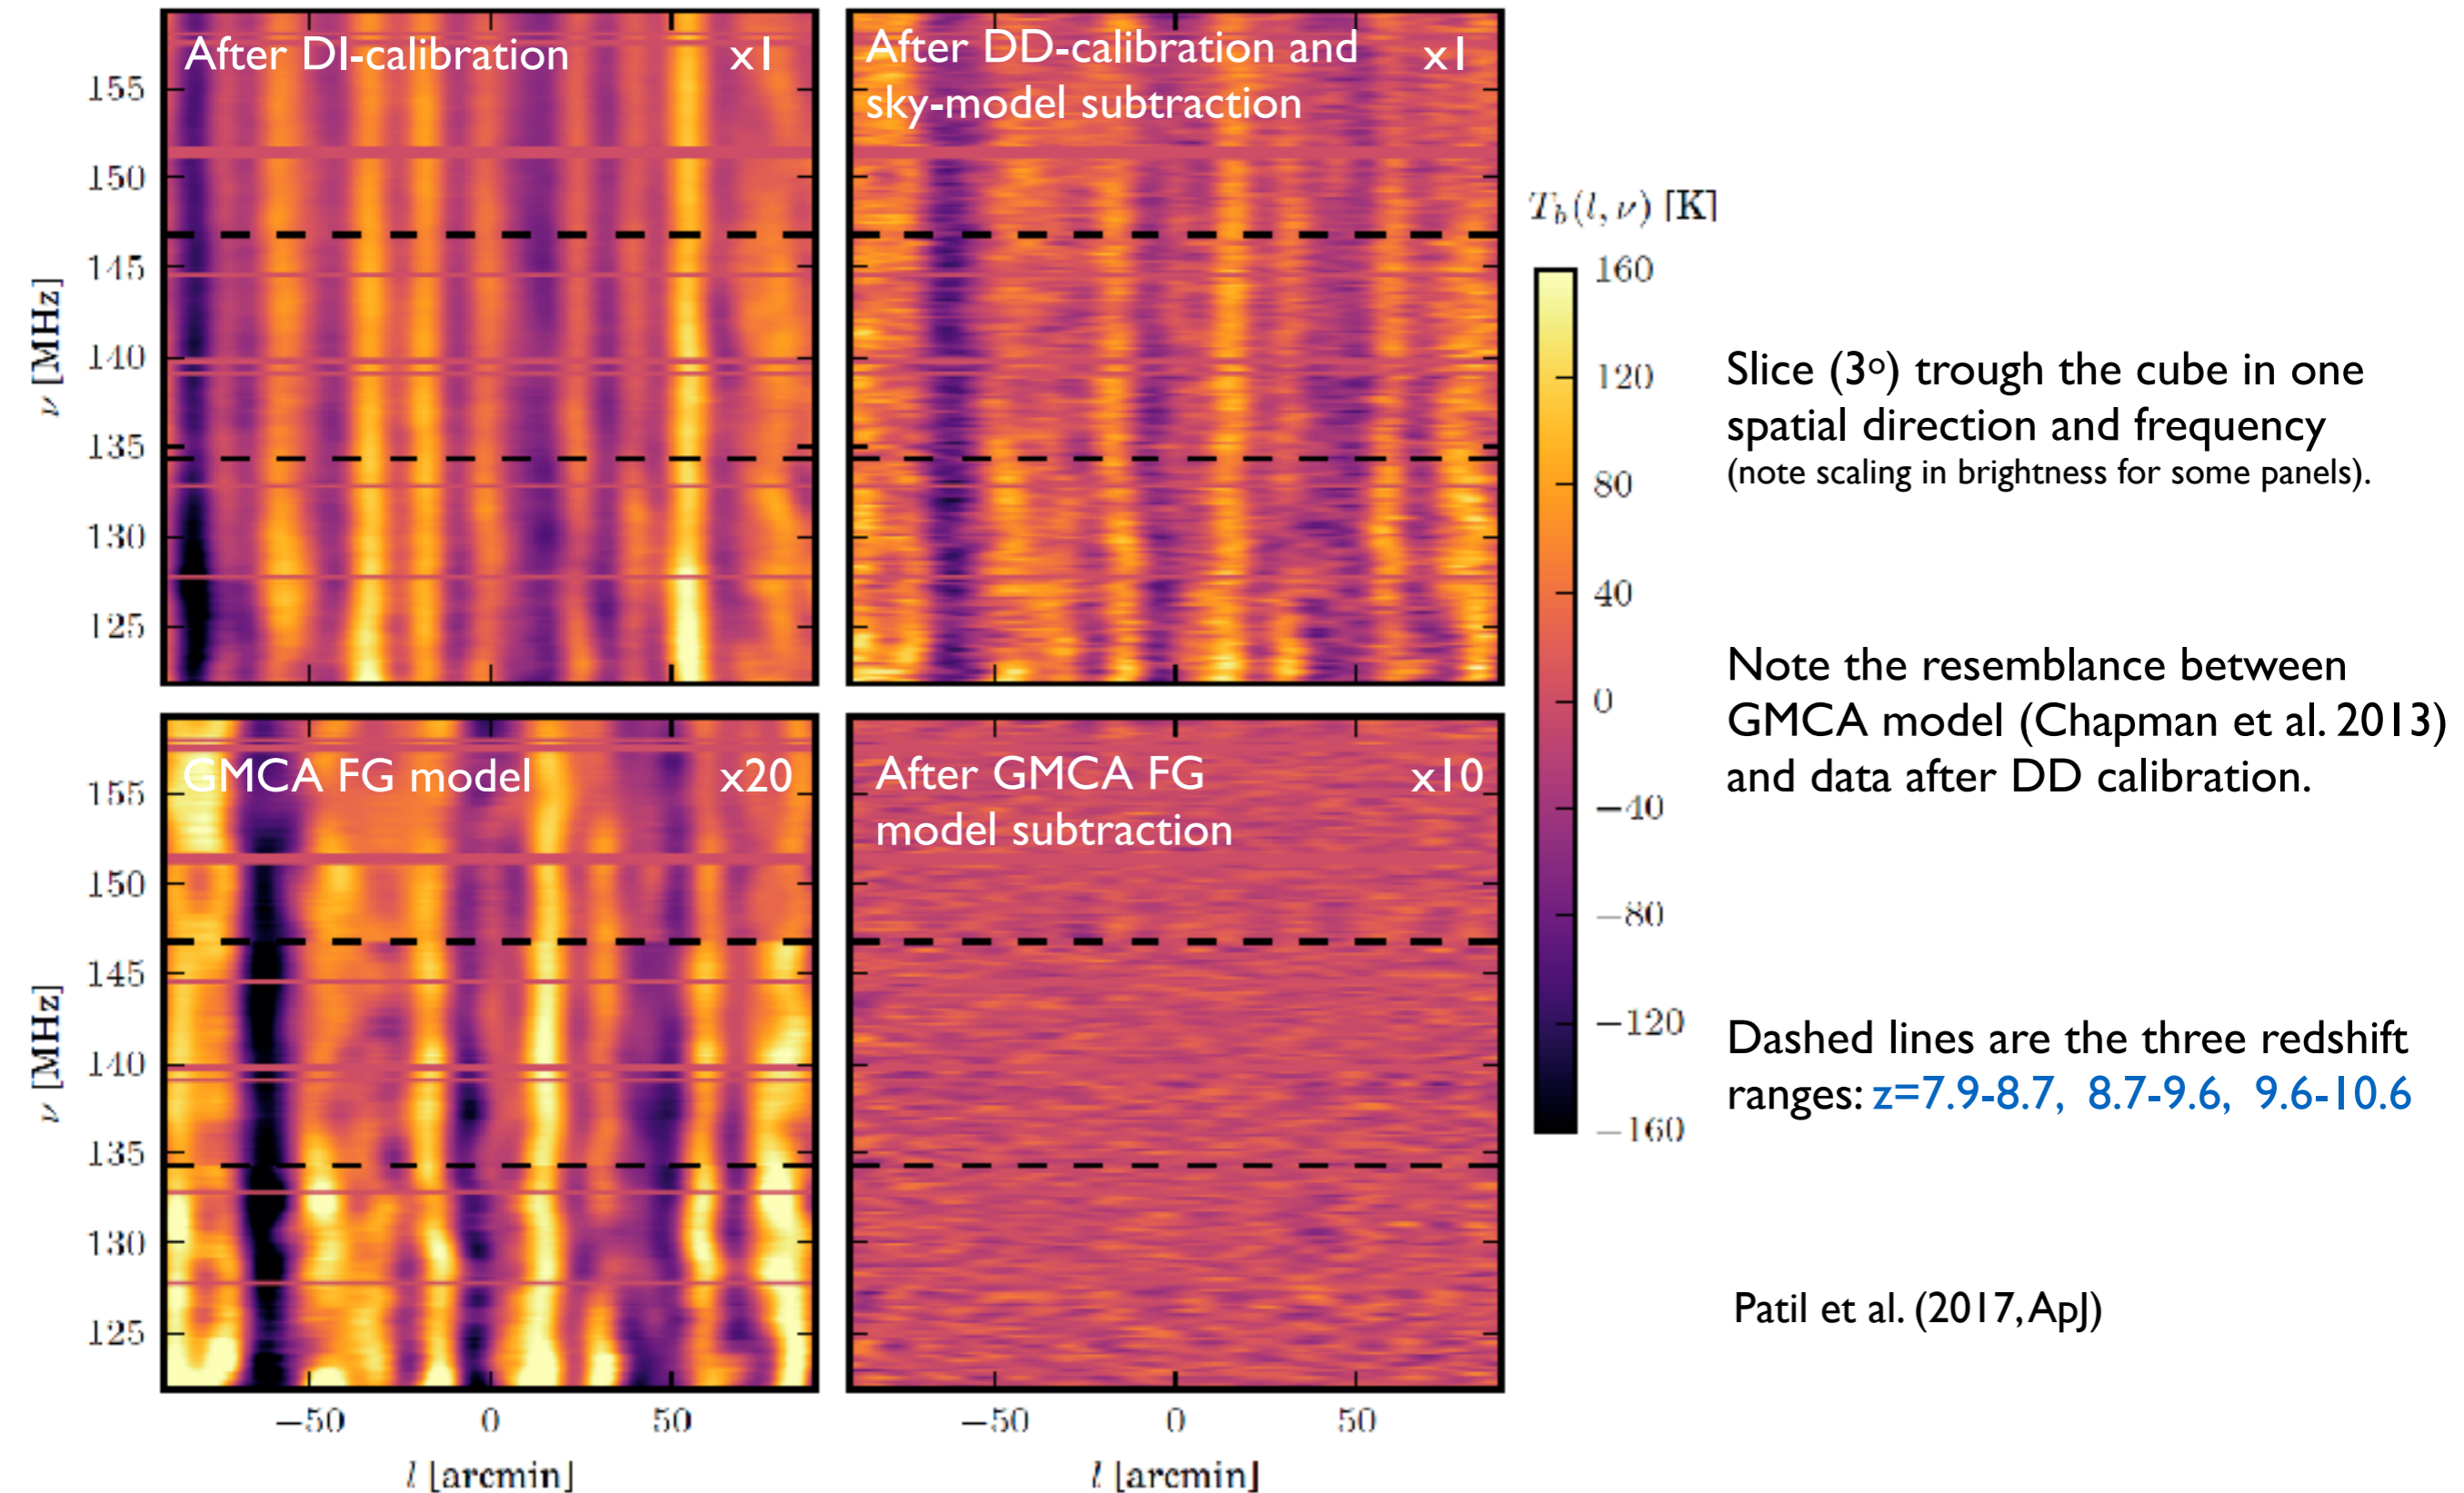 After DI-calibration x1
After DD-calibration and x1
sky-model subtraction
155
150
145
140
135
130
125
ν [MHz]
T_b(l, ν) [K]
160
120
80
40
0
−40
−80
−120
−160
GMCA FG model x20
After GMCA FG x10
model subtraction
155
150
145
140
135
130
125
ν [MHz]
−50 0 50
−50 0 50
l [arcmin]
l [arcmin]
Slice (3º) trough the cube in one
spatial direction and frequency
(note scaling in brightness for some panels).
Note the resemblance between
GMCA model (Chapman et al. 2013)
and data after DD calibration.
Dashed lines are the three redshift
ranges: z=7.9-8.7, 8.7-9.6, 9.6-10.6
Patil et al. (2017, ApJ)